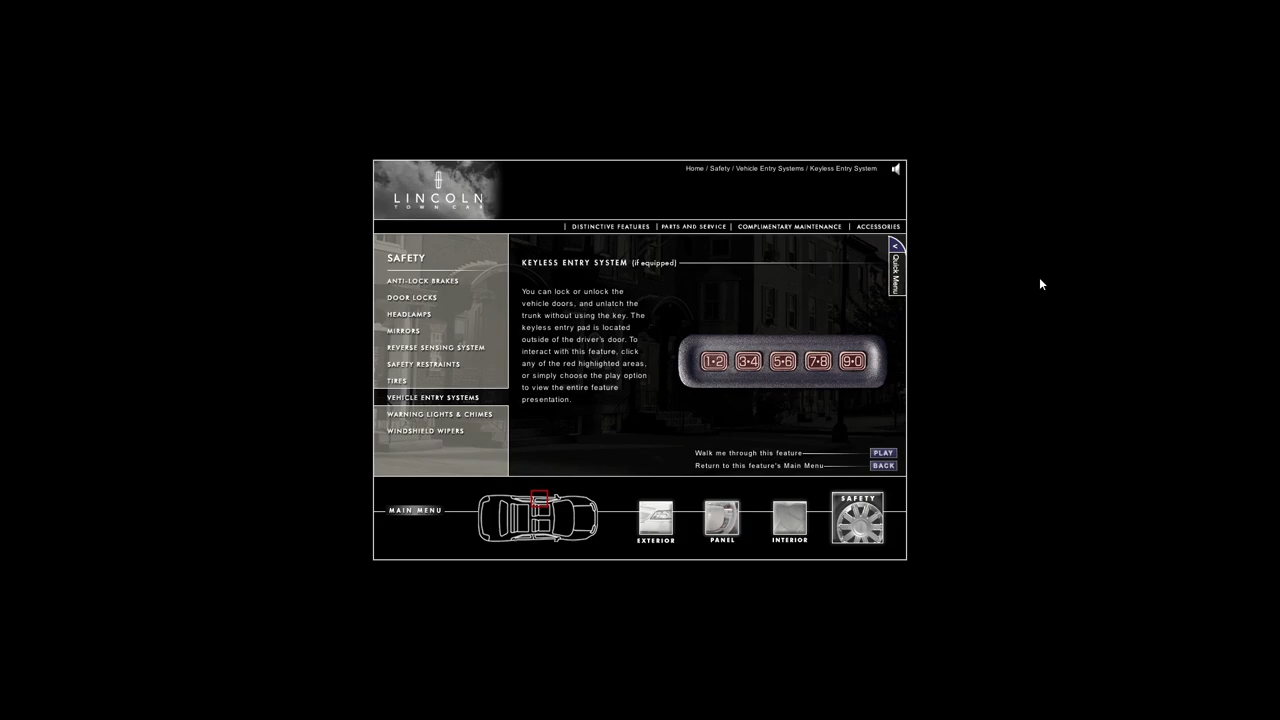 Home / Safety / Vehicle Entry Systems / Keyless Entry System
LINCOLN
TOWN CAR
DISTINCTIVE FEATURES | PARTS AND SERVICE | COMPLIMENTARY MAINTENANCE | ACCESSORIES
SAFETY
ANTI-LOCK BRAKES
DOOR LOCKS
HEADLAMPS
MIRRORS
REVERSE SENSING SYSTEM
SAFETY RESTRAINTS
TIRES
VEHICLE ENTRY SYSTEMS
WARNING LIGHTS & CHIMES
WINDSHIELD WIPERS
KEYLESS ENTRY SYSTEM (if equipped)
You can lock or unlock the
vehicle doors, and unlatch the
trunk without using the key. The
keyless entry pad is located
outside of the driver's door. To
interact with this feature, click
any of the red highlighted areas,
or simply choose the play option
to view the entire feature
presentation.
1•2 3•4 5•6 7•8 9•0
< Quick Menu
Walk me through this feature PLAY
Return to this feature's Main Menu BACK
MAIN MENU
EXTERIOR
PANEL
INTERIOR
SAFETY